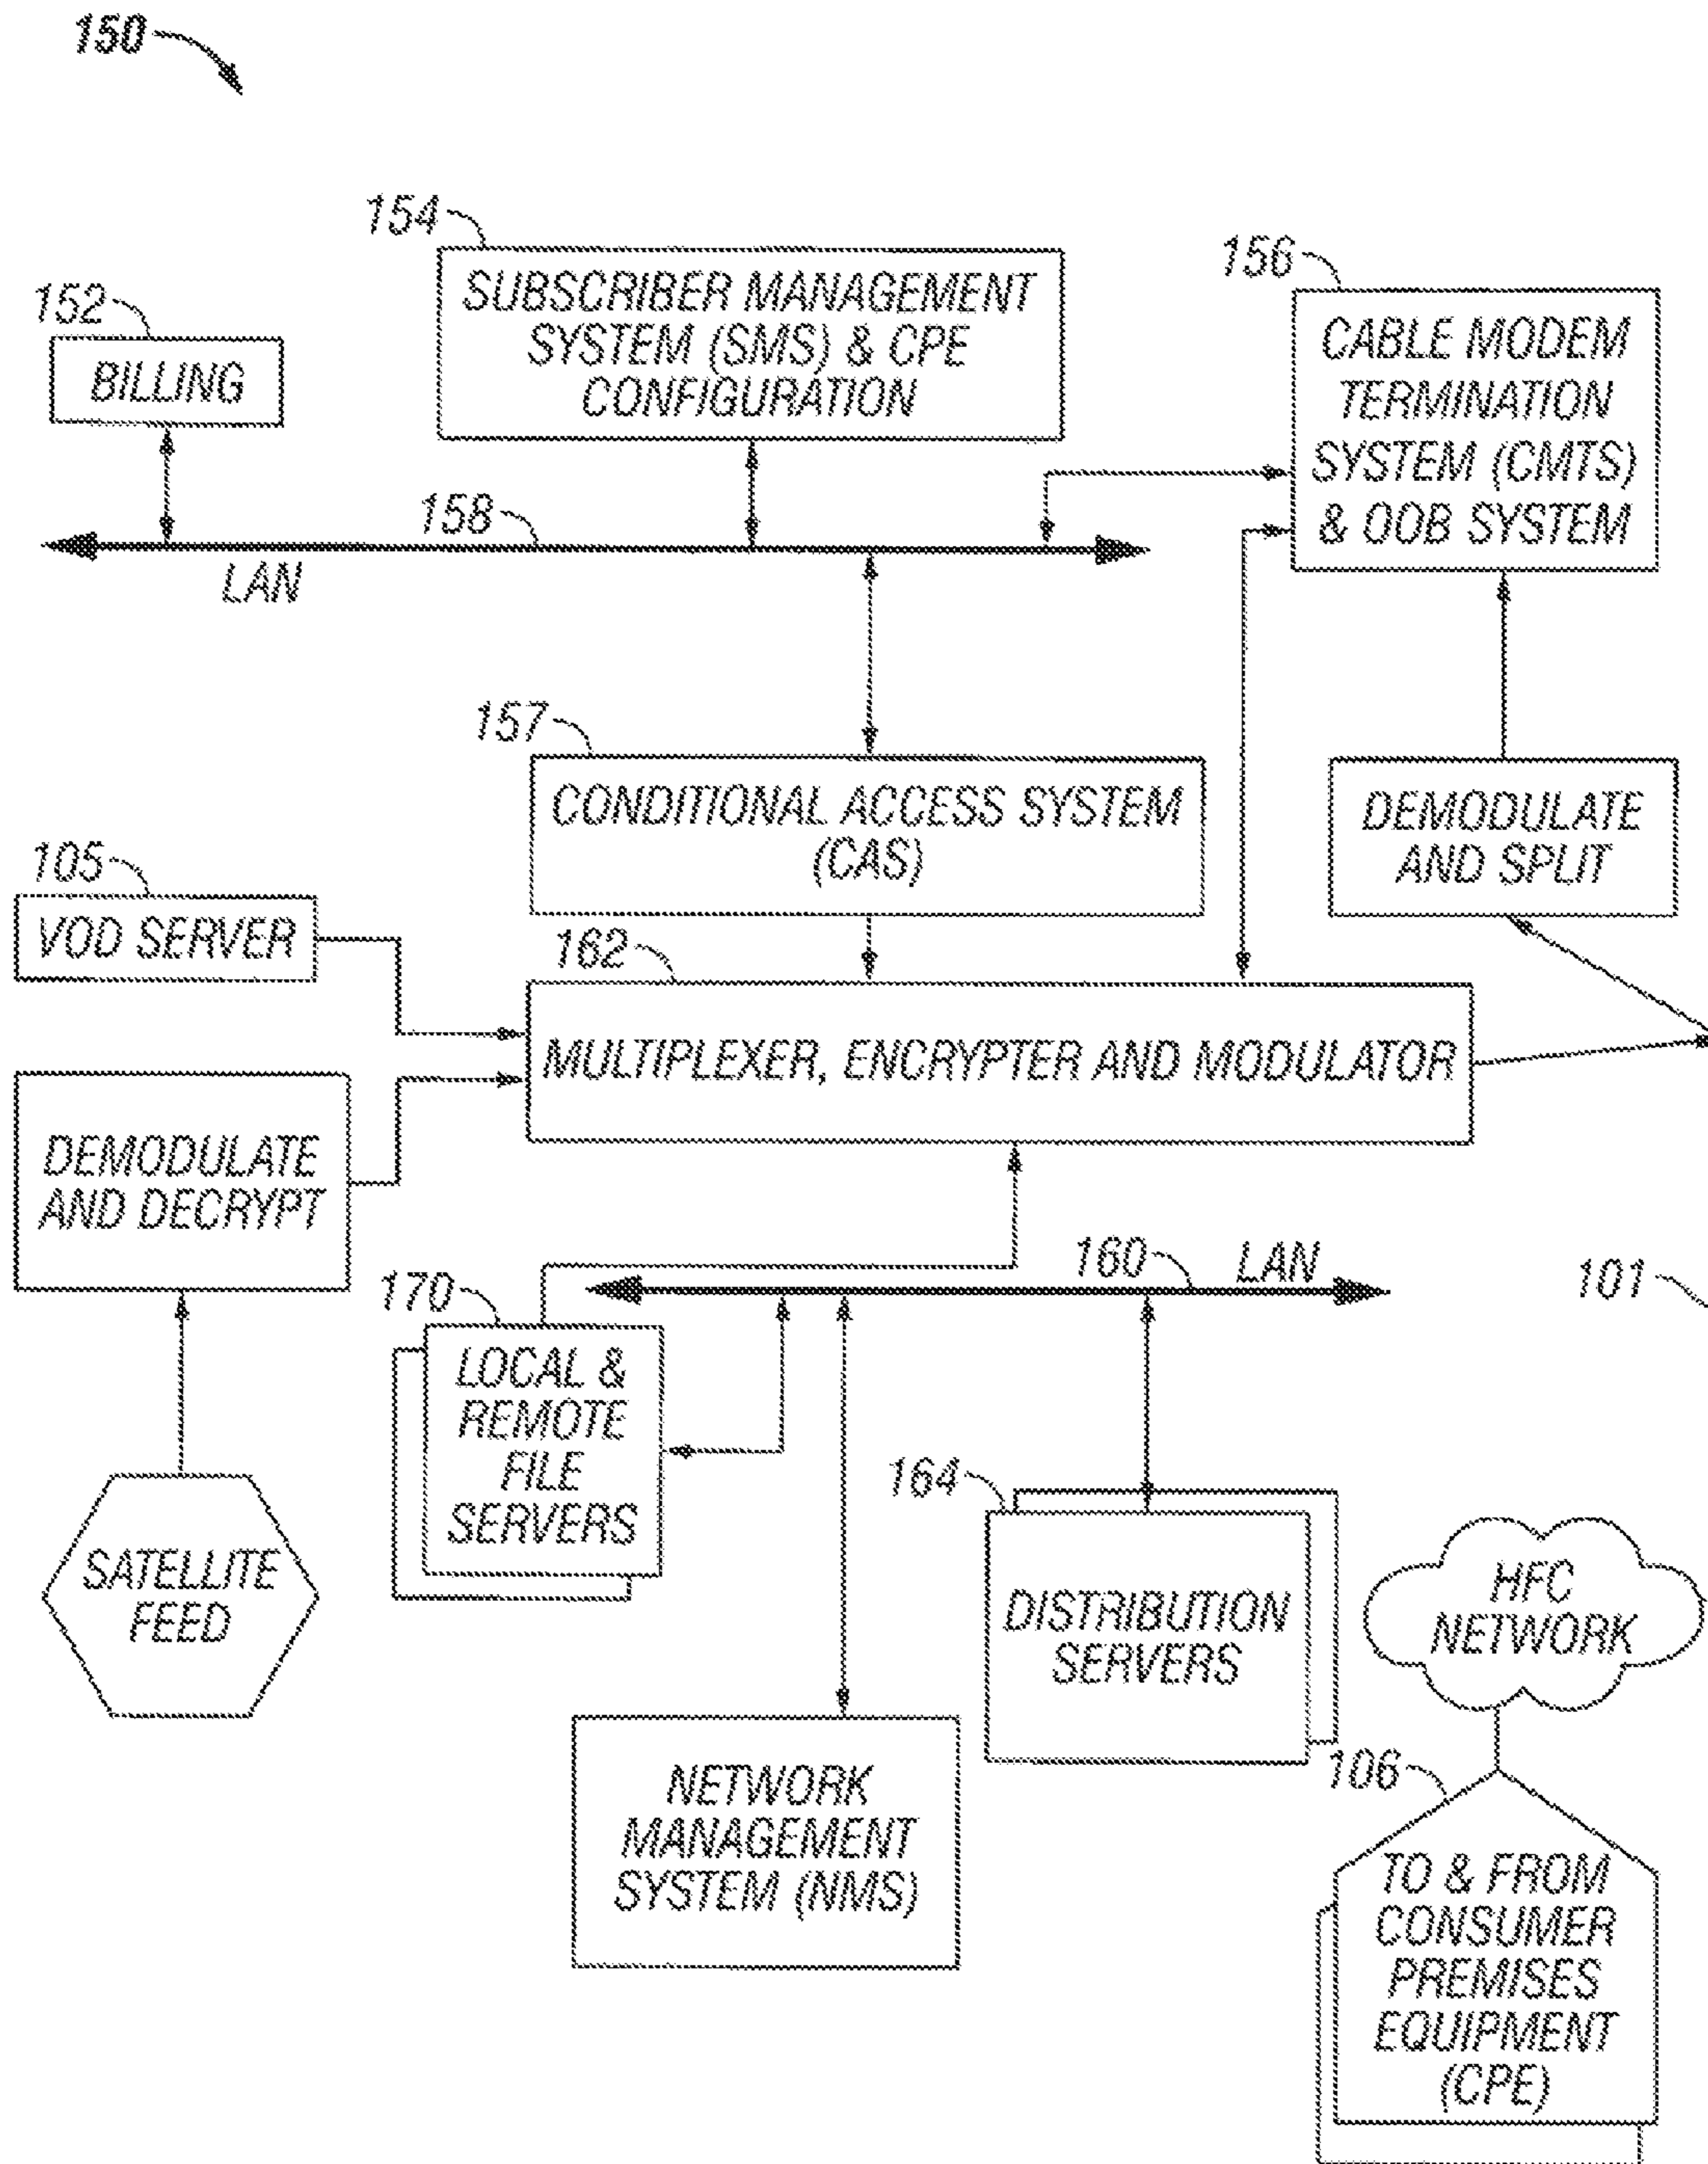 150
154
SUBSCRIBER MANAGEMENT
SYSTEM (SMS) & CPE
CONFIGURATION
156
CABLE MODEM
TERMINATION
SYSTEM (CMTS)
& OOB SYSTEM
152
BILLING
158
LAN
157
CONDITIONAL ACCESS SYSTEM
(CAS)
DEMODULATE
AND SPLIT
105
VOD SERVER
162
MULTIPLEXER, ENCRYPTER AND MODULATOR
DEMODULATE
AND DECRYPT
160
LAN
101
170
LOCAL &
REMOTE
FILE
SERVERS
164
DISTRIBUTION
SERVERS
SATELLITE
FEED
HFC
NETWORK
NETWORK
MANAGEMENT
SYSTEM (NMS)
106
TO & FROM
CONSUMER
PREMISES
EQUIPMENT
(CPE)